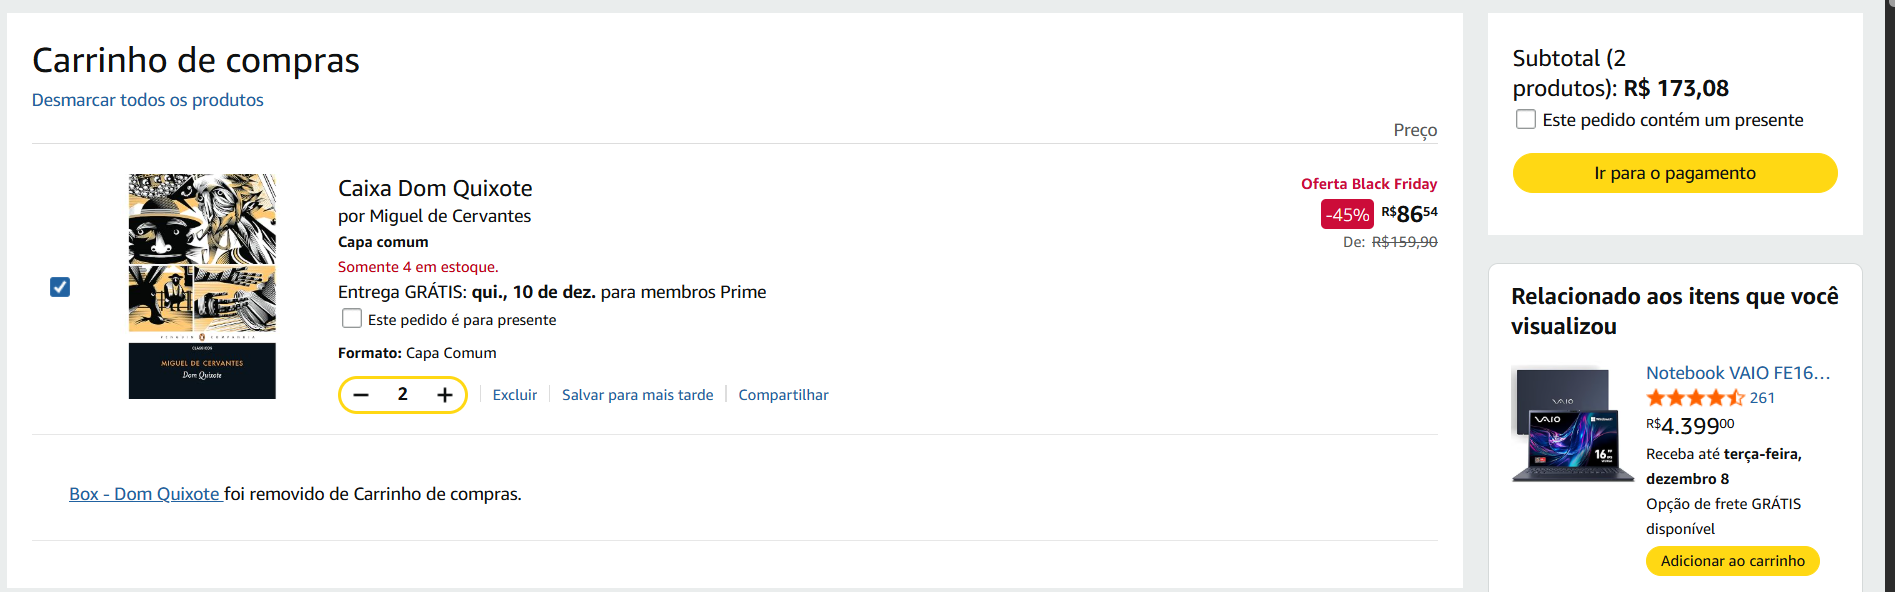 Carrinho de compras
Desmarcar todos os produtos
Preço
Caixa Dom Quixote
por Miguel de Cervantes
Capa comum
Somente 4 em estoque.
Entrega GRÁTIS: qui., 10 de dez. para membros Prime
Este pedido é para presente
Formato: Capa Comum
2
Excluir
Salvar para mais tarde
Compartilhar
Oferta Black Friday
-45% R$86 54
De: R$159,90
PENGUIN COMPANHIA
CLÁSSICOS
MIGUEL DE CERVANTES
Dom Quixote
Box - Dom Quixote foi removido de Carrinho de compras.
Subtotal (2
produtos): R$ 173,08
Este pedido contém um presente
Ir para o pagamento
Relacionado aos itens que você
visualizou
VAIO
VAIO
16"
Notebook VAIO FE16…
261
R$4.399 00
Receba até terça-feira,
dezembro 8
Opção de frete GRÁTIS
disponível
Adicionar ao carrinho